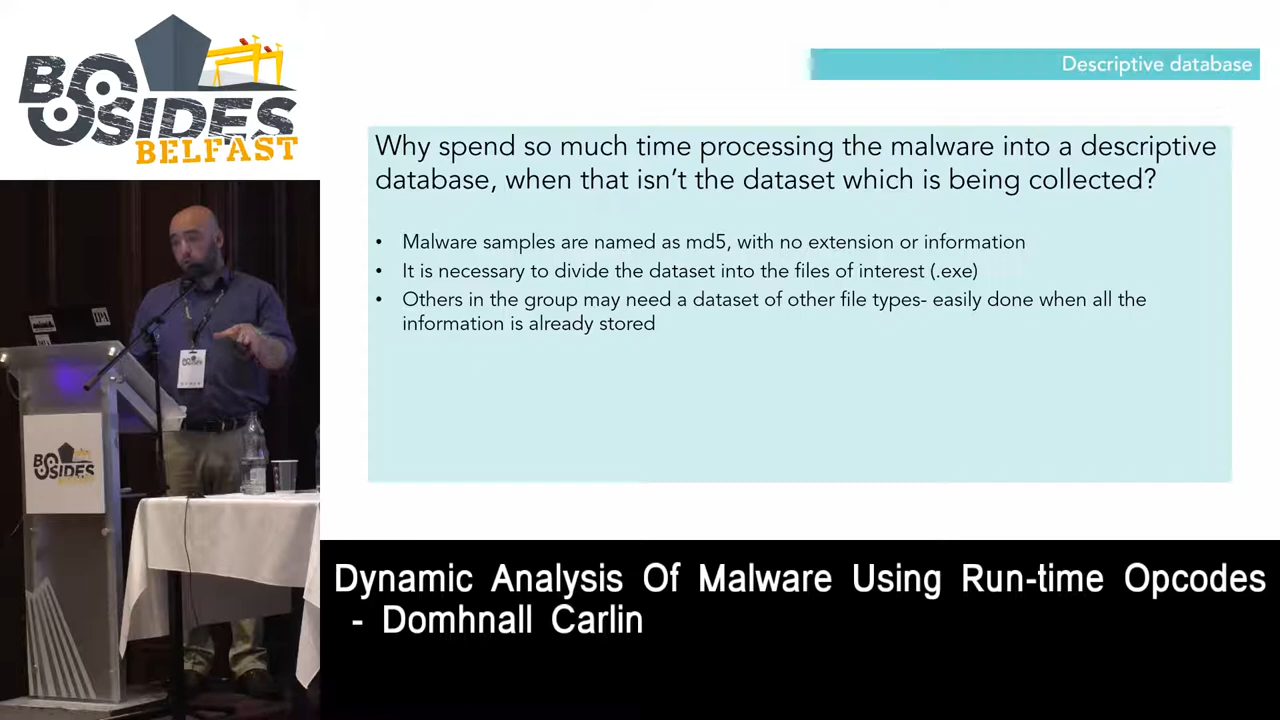 BSIDES
BELFAST
Descriptive database
Why spend so much time processing the malware into a descriptive
database, when that isn't the dataset which is being collected?
• Malware samples are named as md5, with no extension or information
• It is necessary to divide the dataset into the files of interest (.exe)
• Others in the group may need a dataset of other file types- easily done when all the
information is already stored
BSIDES
Dynamic Analysis Of Malware Using Run-time Opcodes
- Domhnall Carlin